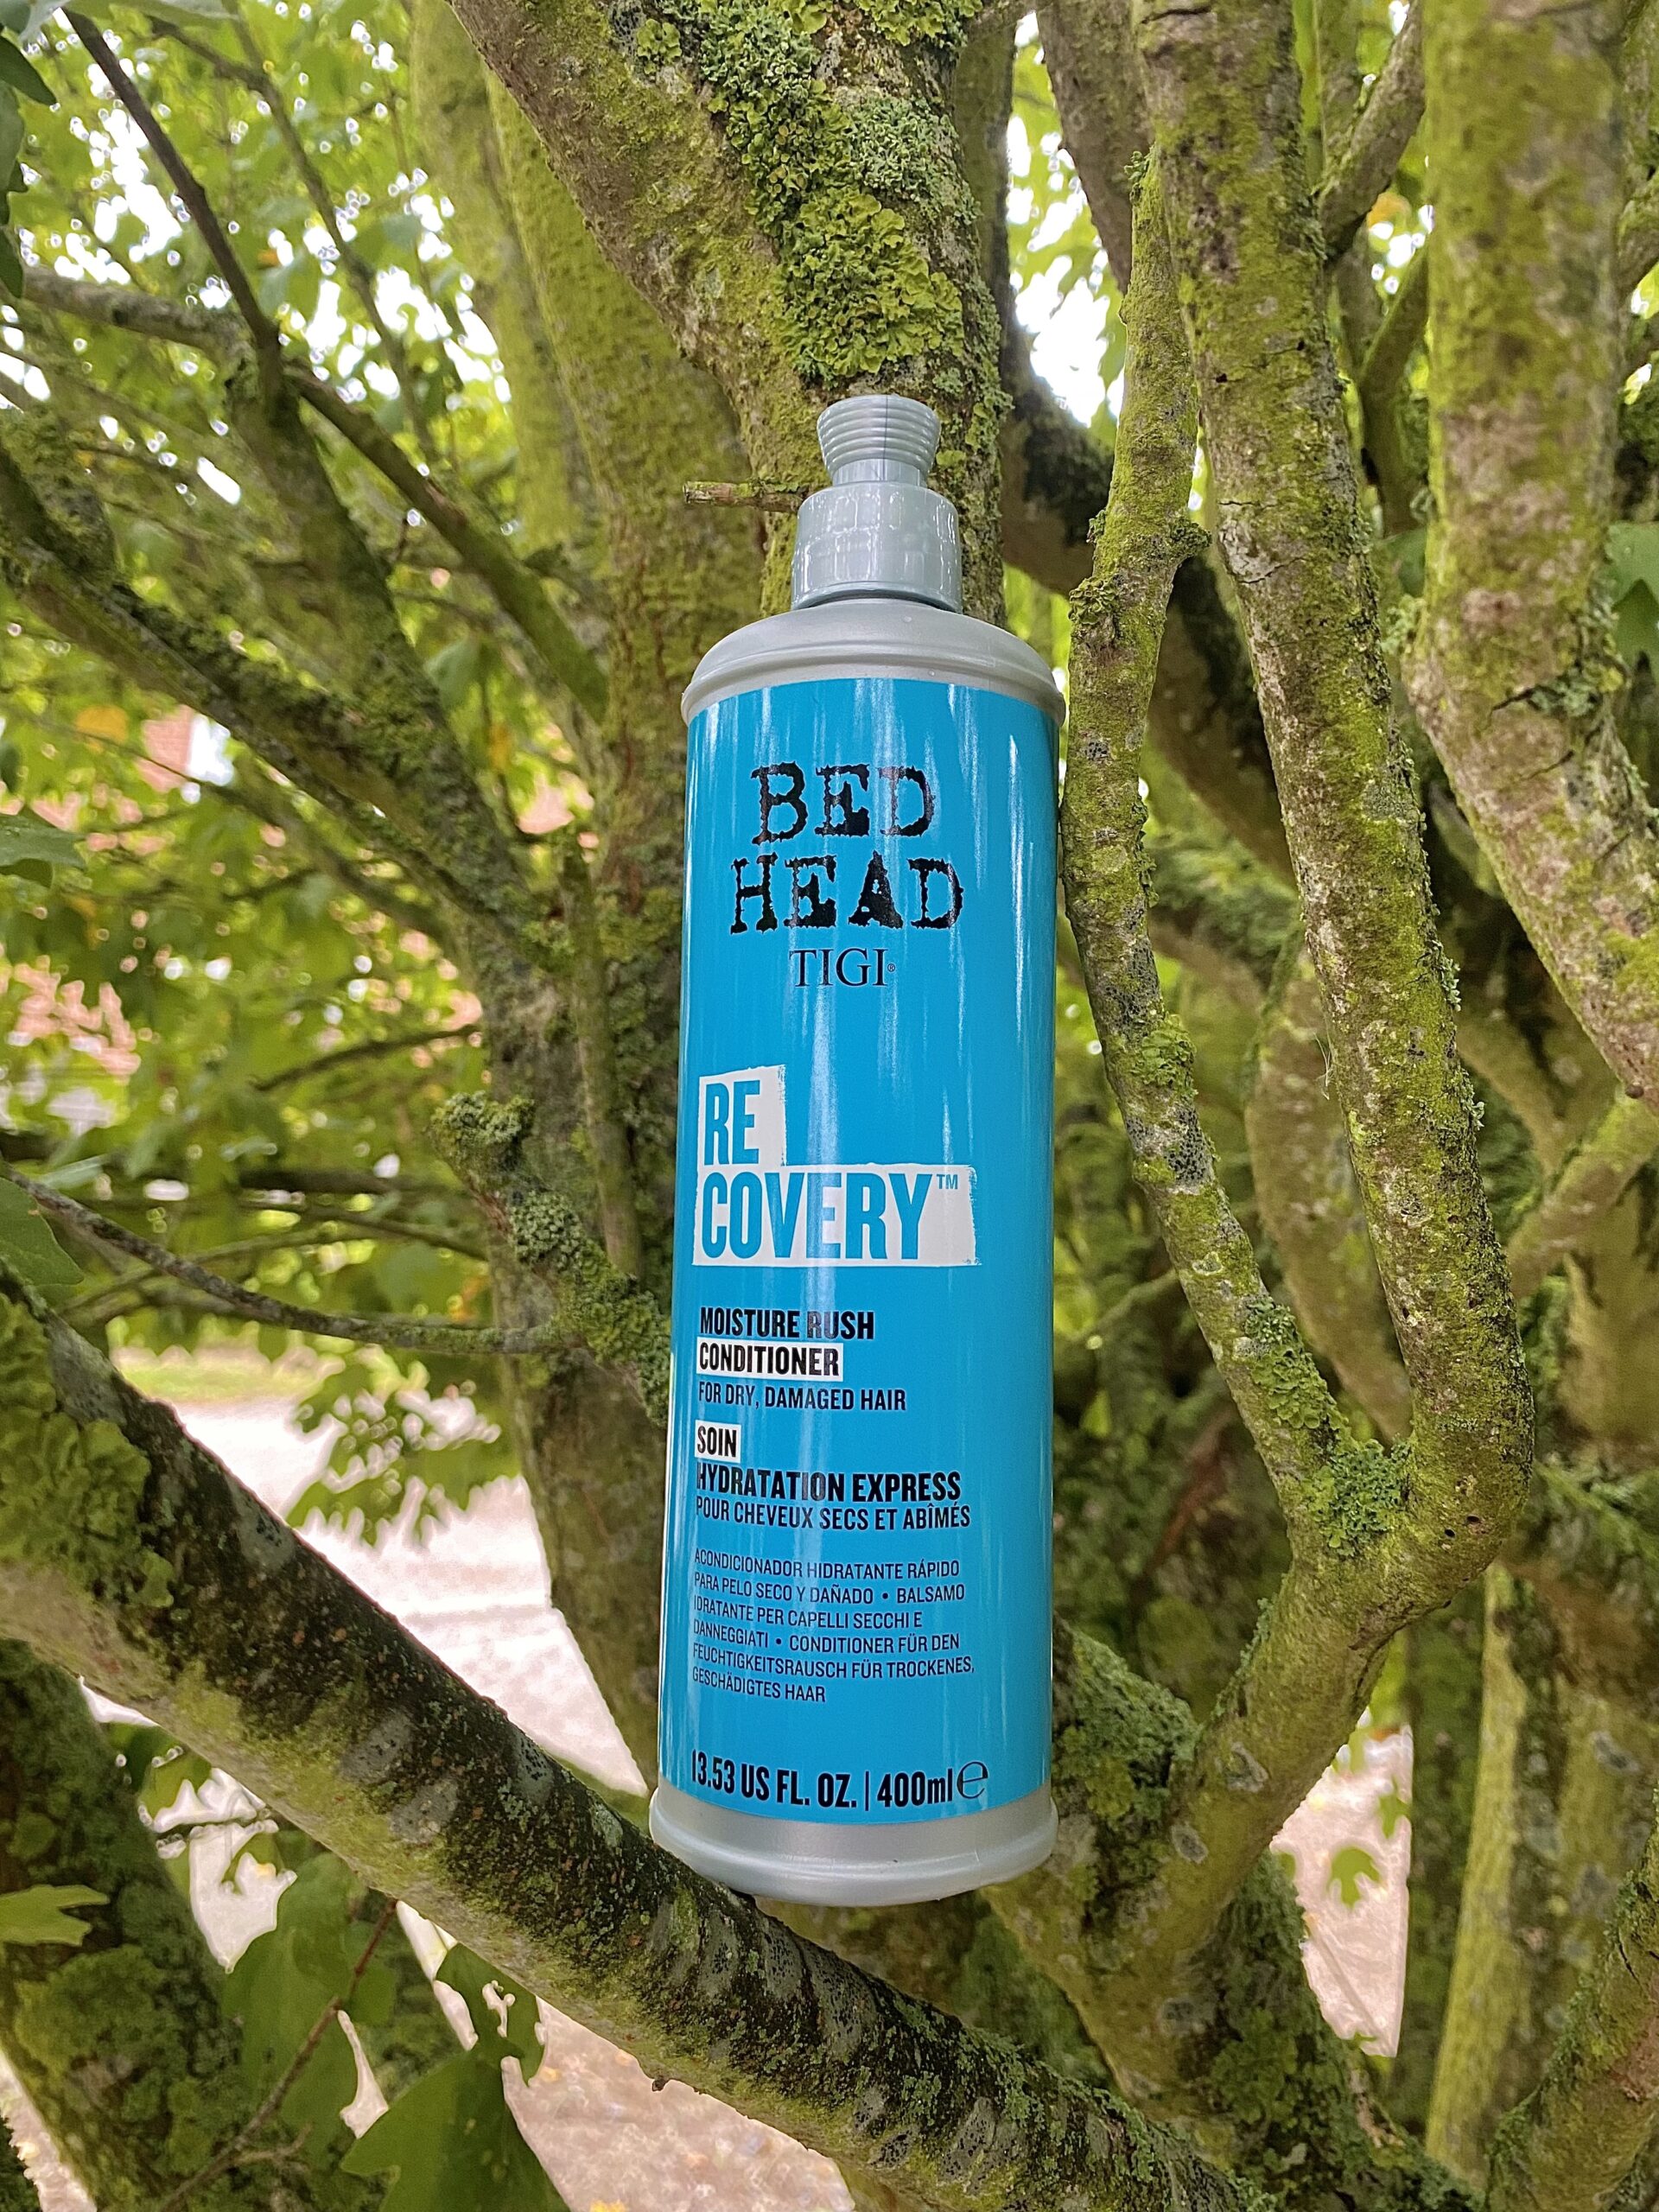 BED
HEAD
TIGI®
RE
COVERY™
MOISTURE RUSH
CONDITIONER
FOR DRY, DAMAGED HAIR
SOIN
HYDRATATION EXPRESS
POUR CHEVEUX SECS ET ABÎMÉS
ACONDICIONADOR HIDRATANTE RÁPIDO
PARA PELO SECO Y DAÑADO • BALSAMO
IDRATANTE PER CAPELLI SECCHI E
DANNEGGIATI • CONDITIONER FÜR DEN
FEUCHTIGKEITSRAUSCH FÜR TROCKENES,
GESCHÄDIGTES HAAR
13.53 US FL. OZ. | 400ml ℮